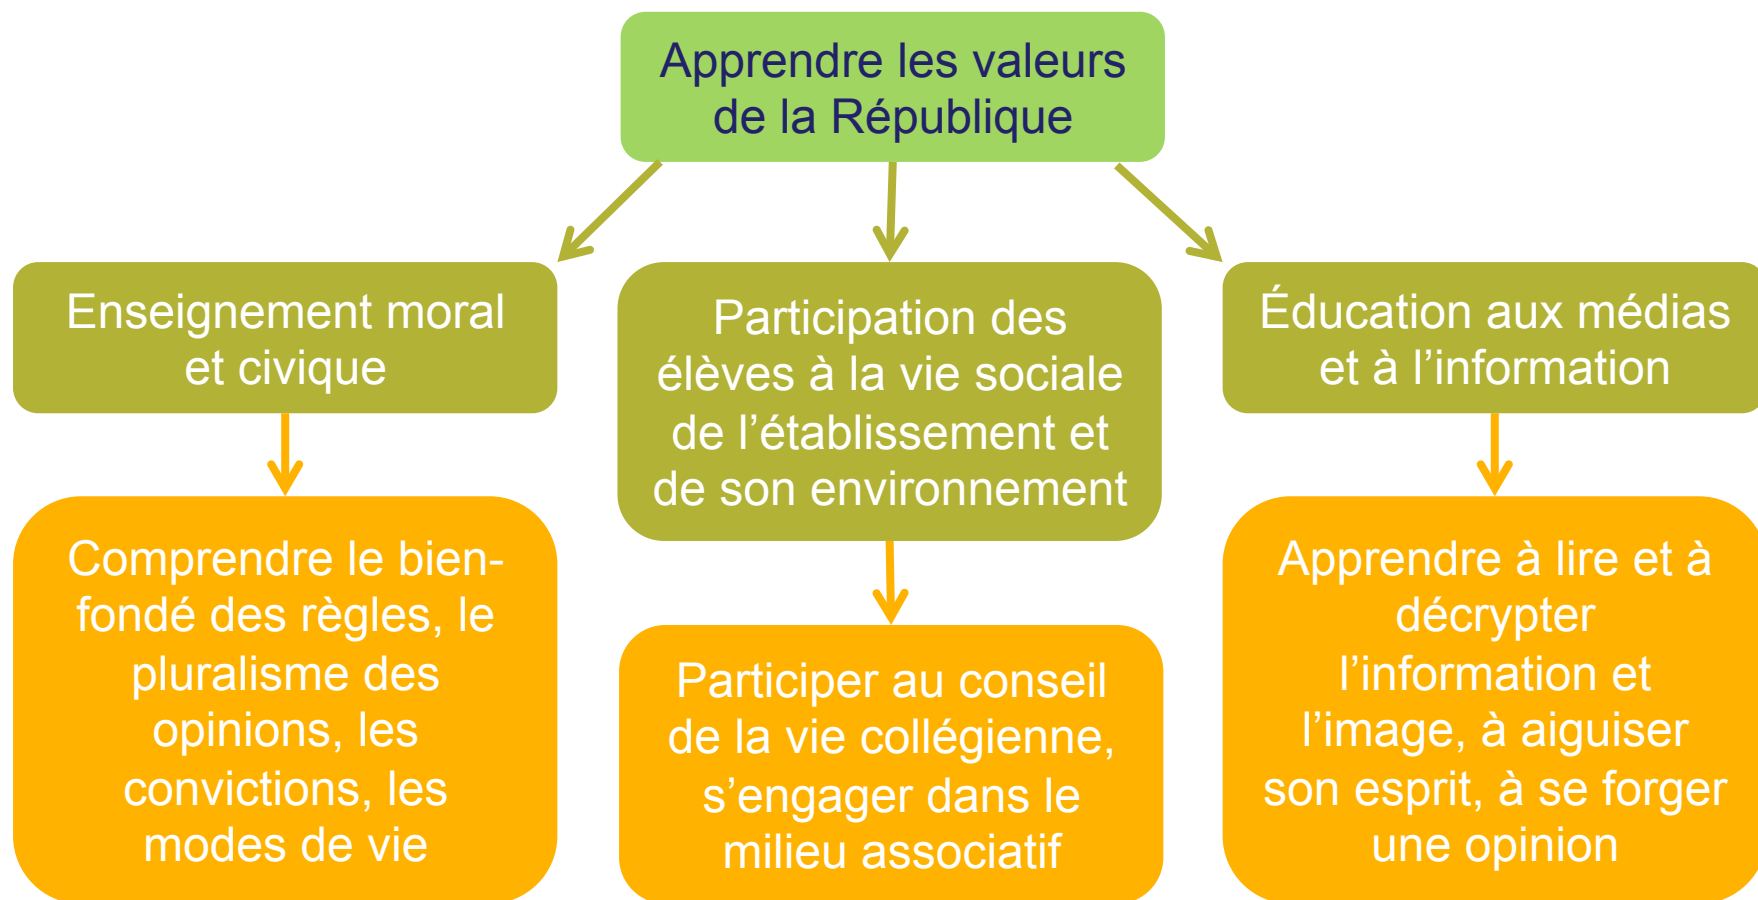 Apprendre les valeurs
de la République
Enseignement moral
et civique
Participation des
élèves à la vie sociale
de l’établissement et
de son environnement
Éducation aux médias
et à l’information
Comprendre le bien-
fondé des règles, le
pluralisme des
opinions, les
convictions, les
modes de vie
Participer au conseil
de la vie collégienne,
s’engager dans le
milieu associatif
Apprendre à lire et à
décrypter
l’information et
l’image, à aiguiser
son esprit, à se forger
une opinion